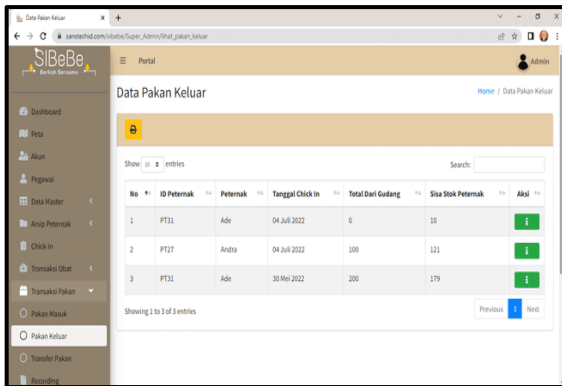 Data Pakan Keluar
sanstechid.com/sibebe/Super_Admin/lihat_pakan_keluar
SIBeBe
Berkah Bersama
Portal
Admin
Dashboard
Peta
Akun
Pegawai
Data Master
Arsip Peternak
Chick In
Transaksi Obat
Transaksi Pakan
Pakan Masuk
Pakan Keluar
Transfer Pakan
Recording
Data Pakan Keluar
Home / Data Pakan Keluar
Show 10 entries
Search:
No ID Peternak Peternak Tanggal Chick In Total Dari Gudang Sisa Stok Peternak Aksi
1 PT31 Ade 04 Juli 2022 0 10 i
2 PT27 Andra 04 Juli 2022 100 121 i
3 PT31 Ade 30 Mei 2022 200 179 i
Showing 1 to 3 of 3 entries
Previous 1 Next